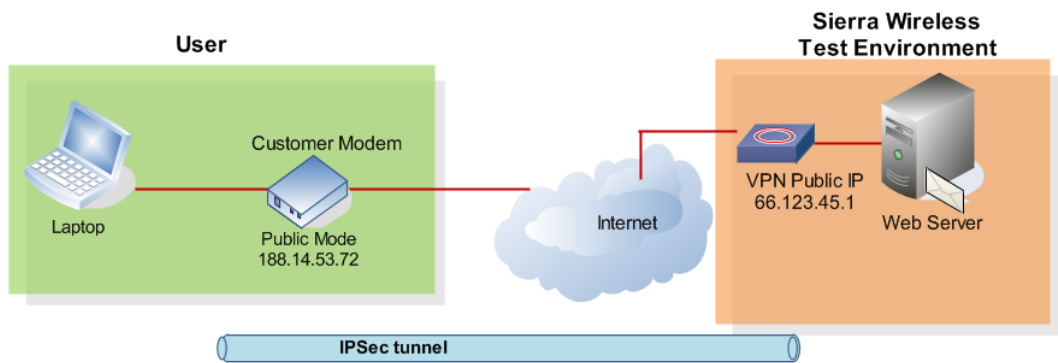 User
Sierra Wireless
Test Environment
Customer Modem
Laptop
Public Mode
188.14.53.72
Internet
VPN Public IP
66.123.45.1
Web Server
IPSec tunnel